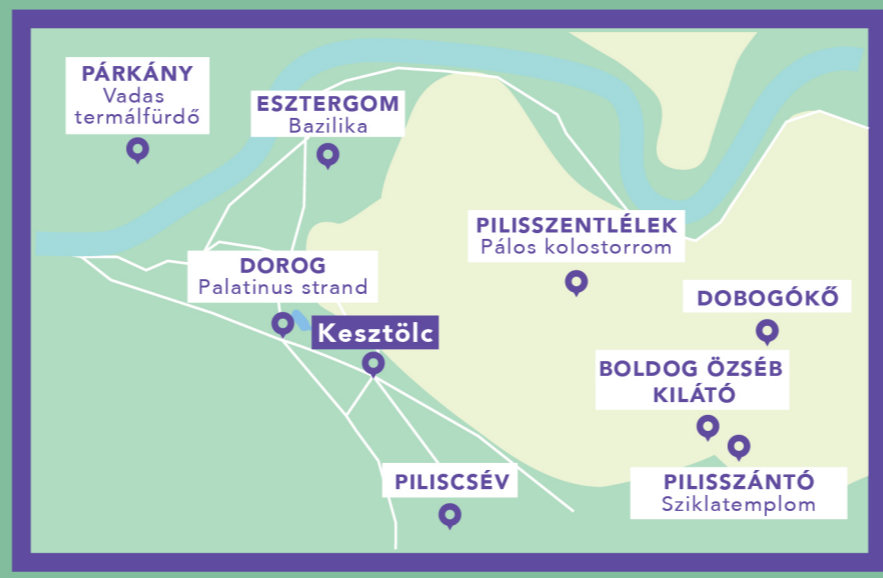 PÁRKÁNY
Vadas
termálfürdő
ESZTERGOM
Bazilika
PILISSZENTLÉLEK
Pálos kolostorrom
DOROG
Palatinus strand
DOBOGÓKŐ
Kesztölc
BOLDOG ÖZSÉB
KILÁTÓ
PILISCSÉV
PILISSZÁNTÓ
Sziklatemplom